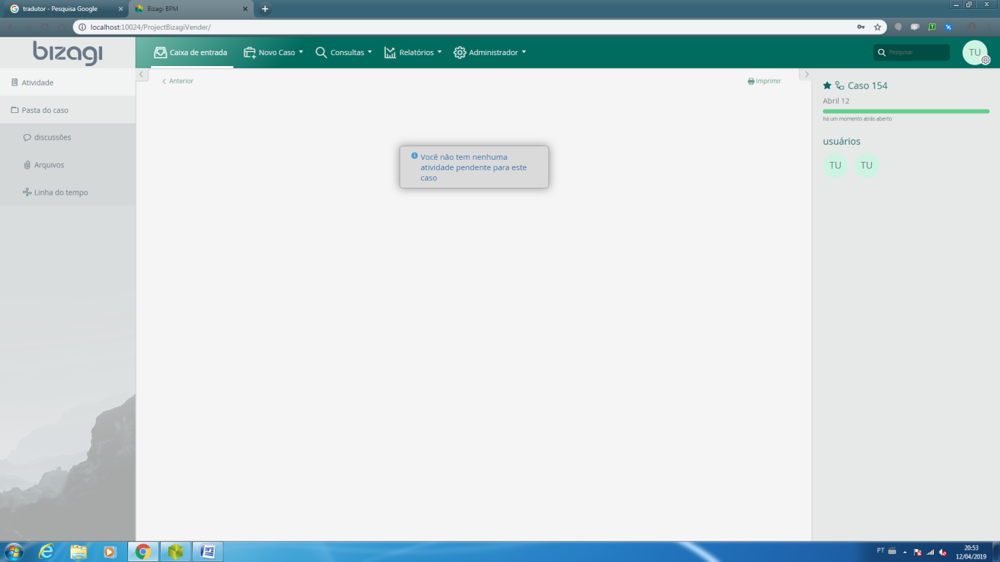 tradutor - Pesquisa Google
Bizagi BPM
localhost:10024/ProjectBizagiVender/
bizagi
Caixa de entrada
Novo Caso
Consultas
Relatórios
Administrador
Pesquisar
TU
Atividade
Pasta do caso
discussões
Arquivos
Linha do tempo
Anterior
Imprimir
Você não tem nenhuma
atividade pendente para este
caso
Caso 154
Abril 12
há um momento atrás aberto
usuários
TU TU
PT
20:53
12/04/2019